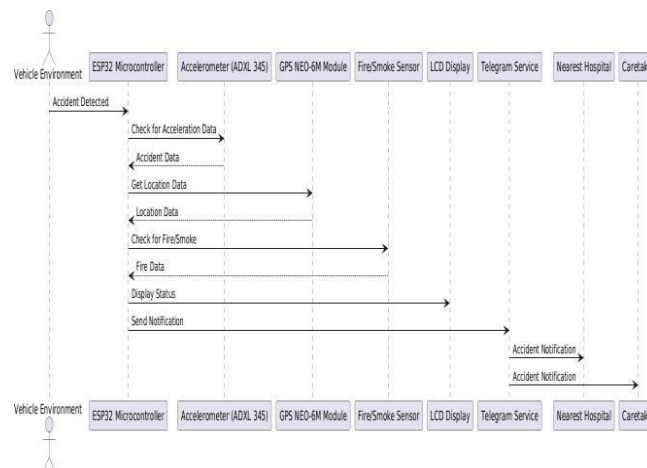 Vehicle Environment
ESP32 Microcontroller
Accelerometer (ADXL 345)
GPS NEO-6M Module
Fire/Smoke Sensor
LCD Display
Telegram Service
Nearest Hospital
Caretak
Accident Detected
Check for Acceleration Data
Accident Data
Get Location Data
Location Data
Check for Fire/Smoke
Fire Data
Display Status
Send Notification
Accident Notification
Accident Notification
Vehicle Environment
ESP32 Microcontroller
Accelerometer (ADXL 345)
GPS NEO-6M Module
Fire/Smoke Sensor
LCD Display
Telegram Service
Nearest Hospital
Caretak